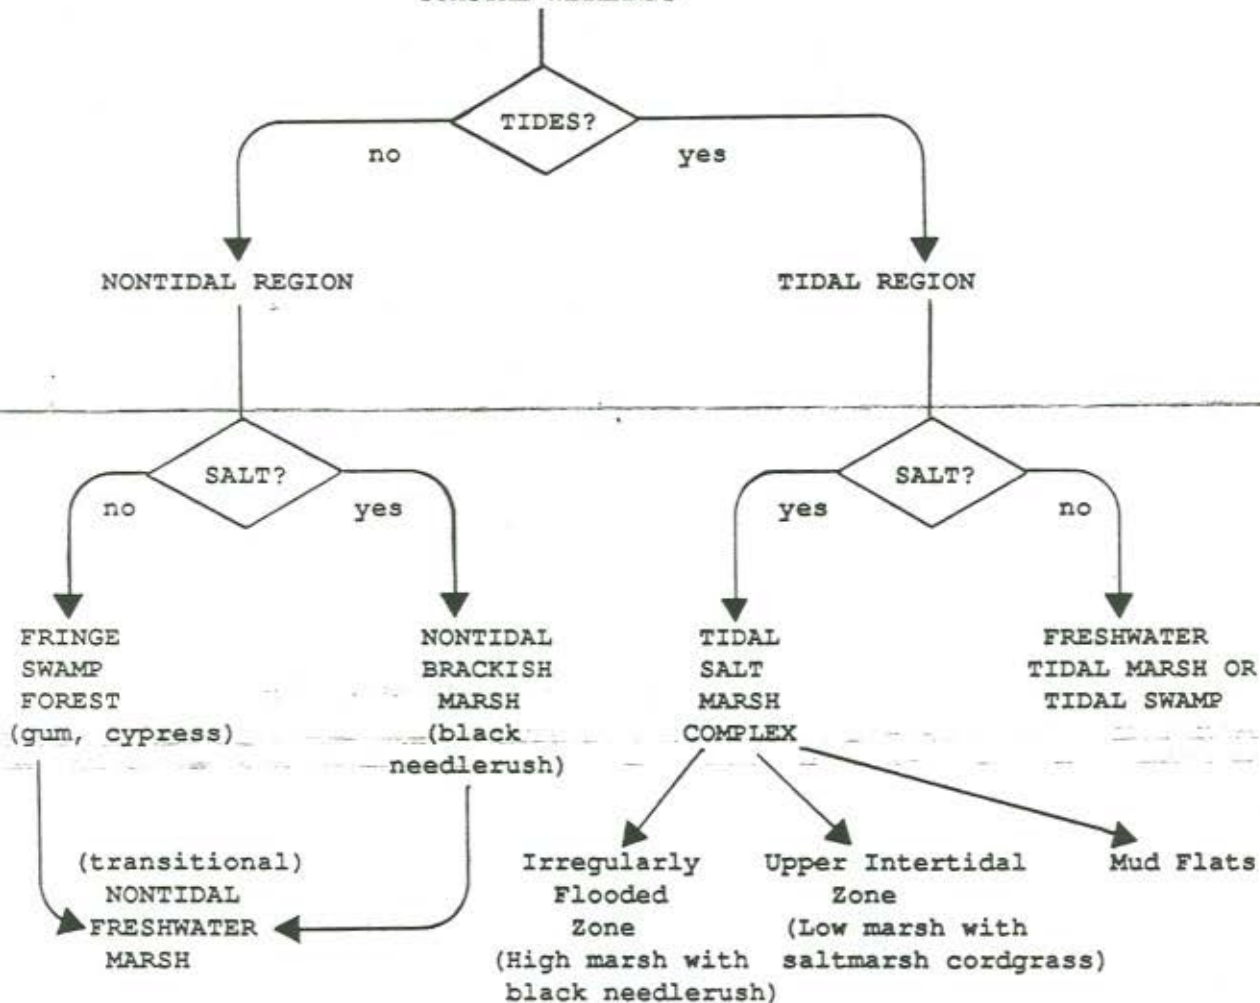 TIDES?
no
yes
NONTIDAL REGION
TIDAL REGION
SALT?
no
yes
SALT?
yes
no
FRINGE
SWAMP
FOREST
(gum, cypress)
NONTIDAL
BRACKISH
MARSH
(black
needlerush)
TIDAL
SALT
MARSH
COMPLEX
FRESHWATER
TIDAL MARSH OR
TIDAL SWAMP
(transitional)
NONTIDAL
FRESHWATER
MARSH
Irregularly
Flooded
Zone
(High marsh with
black needlerush)
Upper Intertidal
Zone
(Low marsh with
saltmarsh cordgrass)
Mud Flats